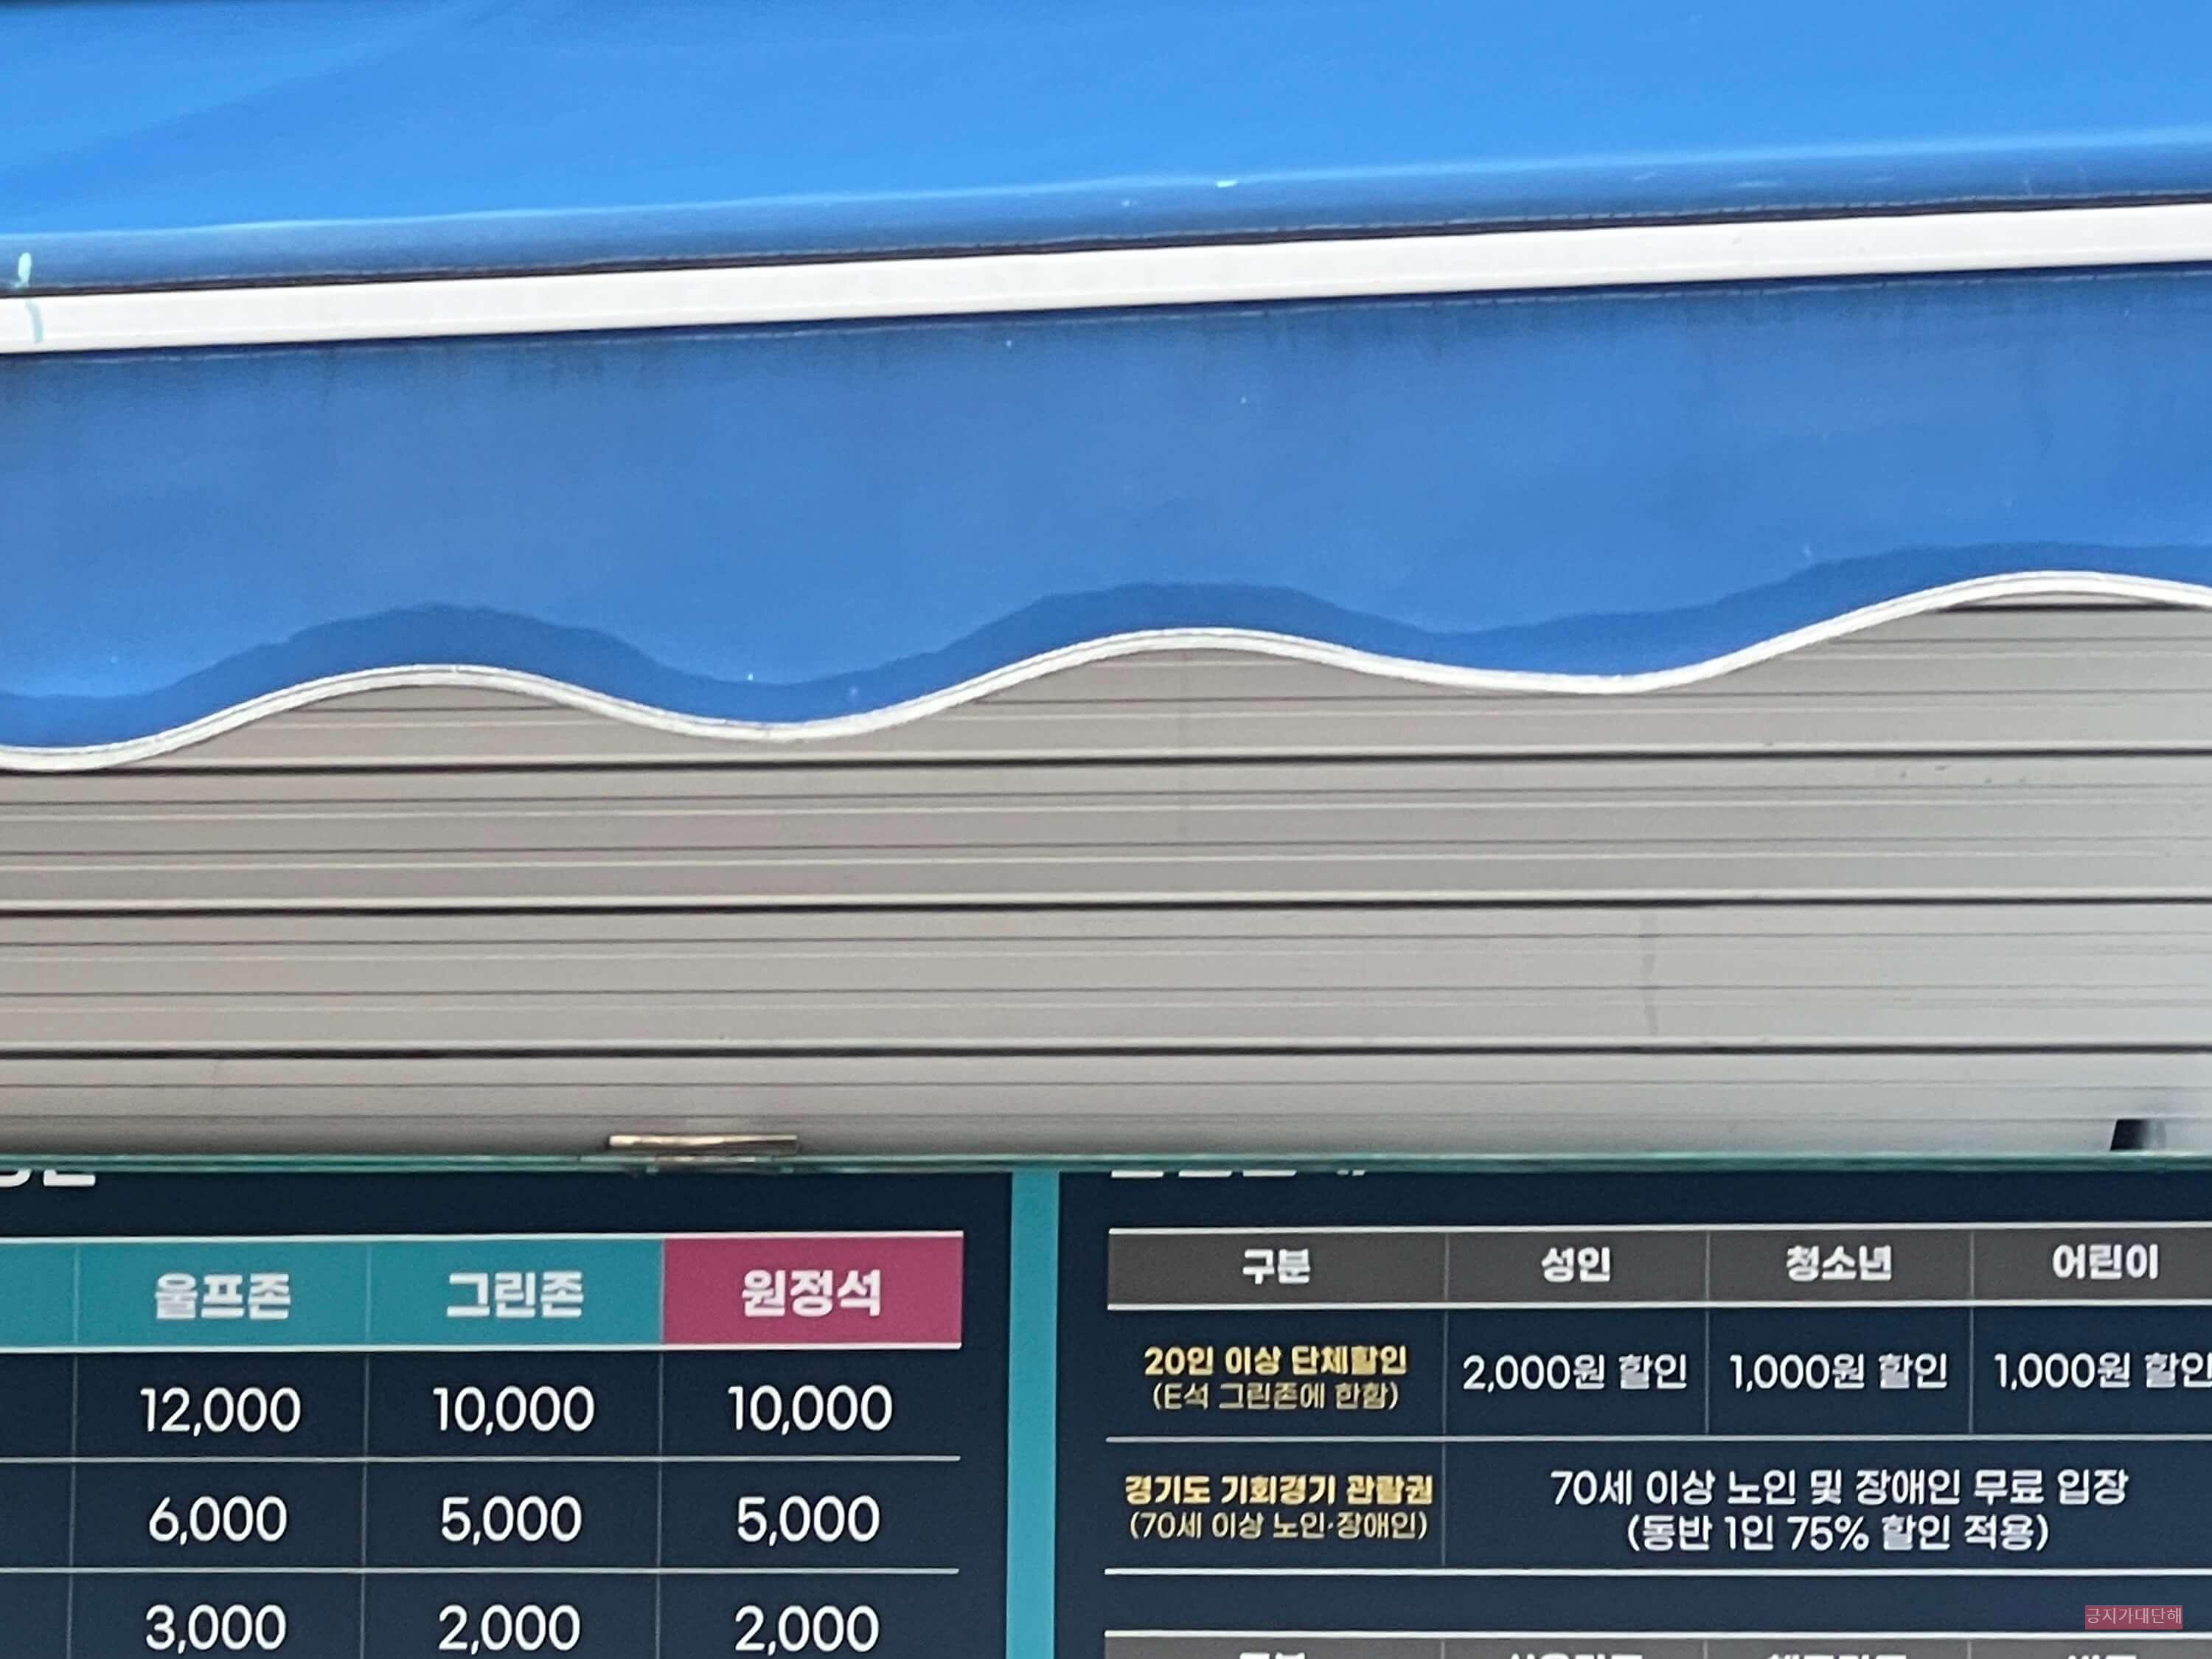 울프존 그린존 원정석
12,000 10,000 10,000
6,000 5,000 5,000
3,000 2,000 2,000
구분 성인 청소년 어린이
20인 이상 단체할인
(E석 그린존에 한함)
2,000원 할인 1,000원 할인 1,000원 할인
경기도 기회경기 관람권
(70세 이상 노인·장애인)
70세 이상 노인 및 장애인 무료 입장
(동반 1인 75% 할인 적용)
긍지가대단해